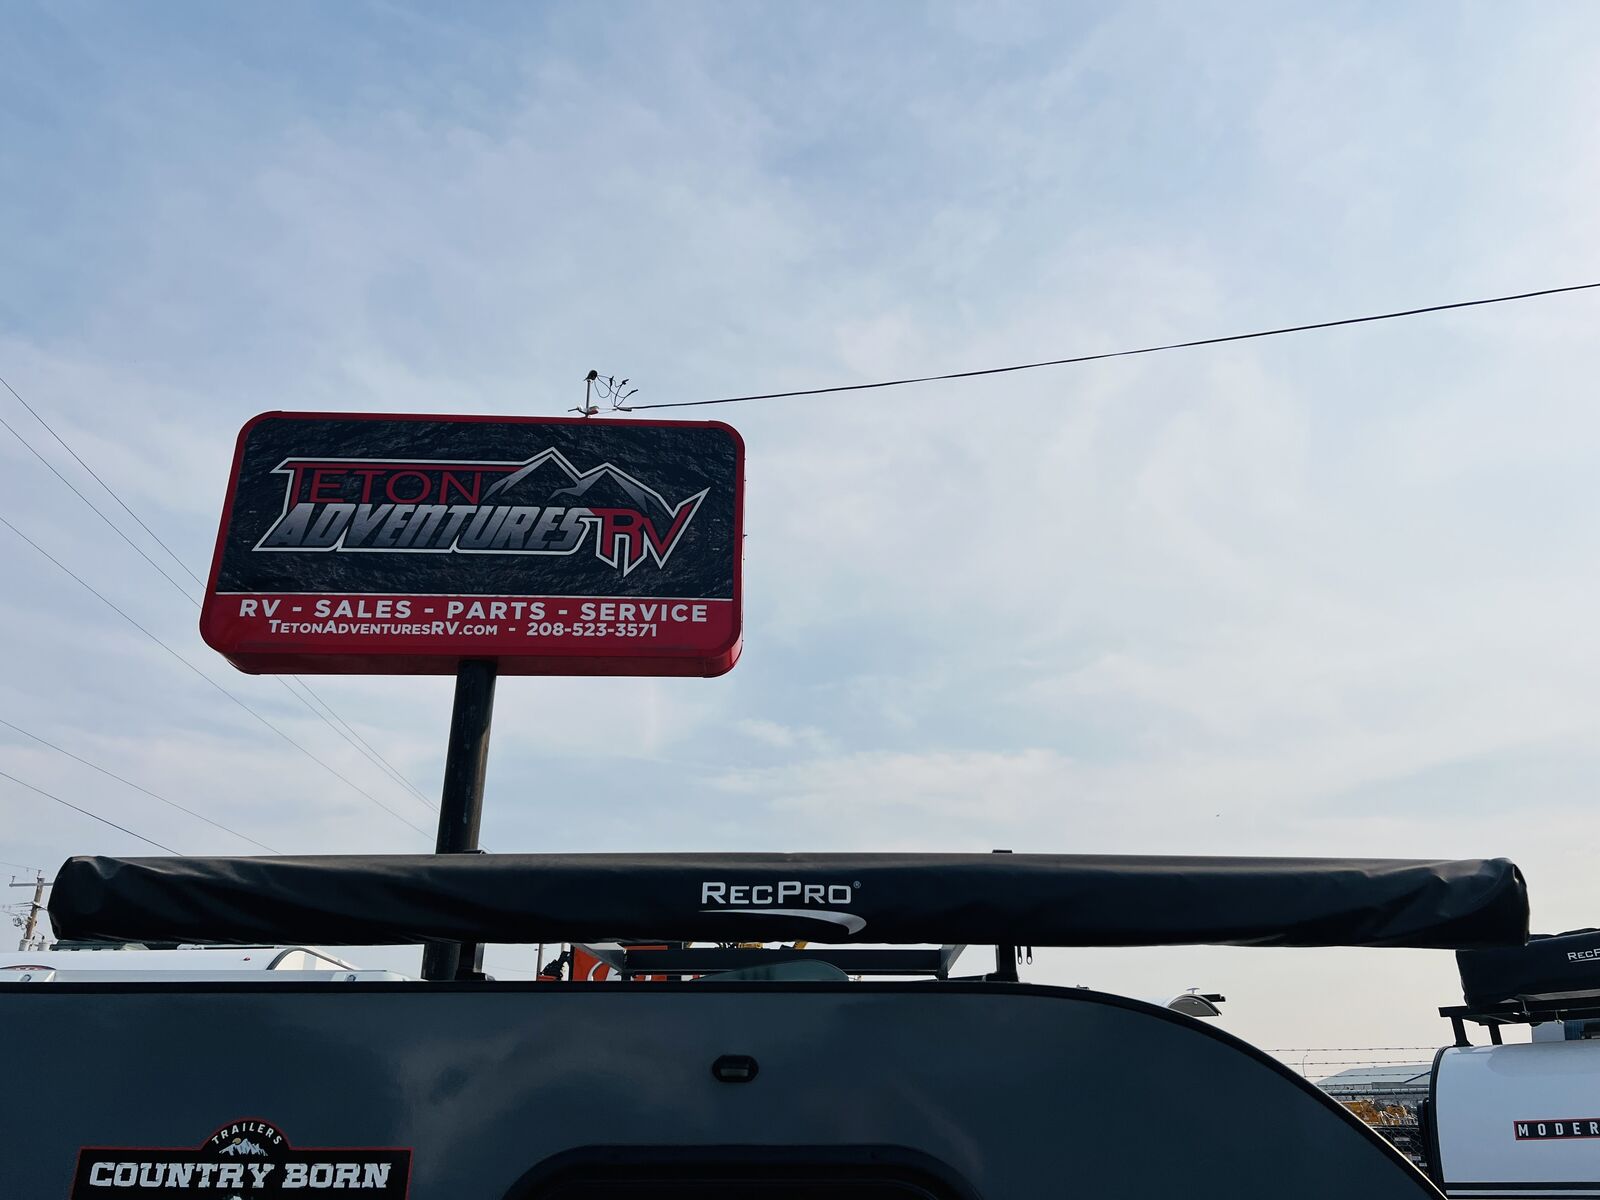 TETON
ADVENTURES RV
RV - SALES - PARTS - SERVICE
TETONADVENTURESRV.COM - 208-523-3571
RECPRO®
TRAILERS
COUNTRY BORN